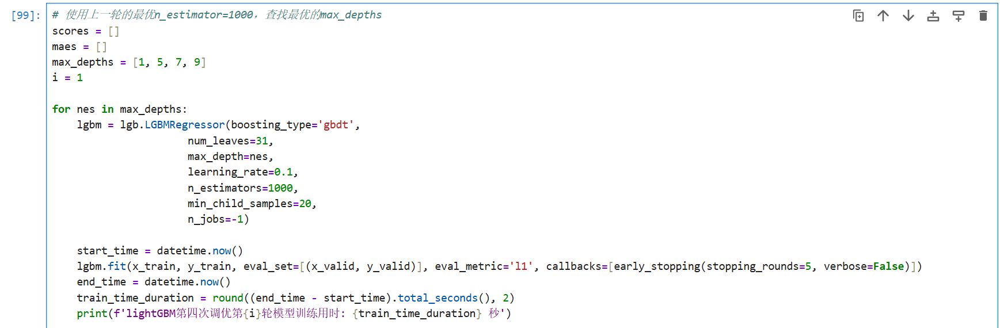 [99]:
# 使用上一轮的最优n_estimator=1000，查找最优的max_depths
scores = []
maes = []
max_depths = [1, 5, 7, 9]
i = 1
for nes in max_depths:
    lgbm = lgb.LGBMRegressor(boosting_type='gbdt',
                      num_leaves=31,
                      max_depth=nes,
                      learning_rate=0.1,
                      n_estimators=1000,
                      min_child_samples=20,
                      n_jobs=-1)
    start_time = datetime.now()
    lgbm.fit(x_train, y_train, eval_set=[(x_valid, y_valid)], eval_metric='l1', callbacks=[early_stopping(stopping_rounds=5, verbose=False)])
    end_time = datetime.now()
    train_time_duration = round((end_time - start_time).total_seconds(), 2)
    print(f'lightGBM第四次调优第{i}轮模型训练用时: {train_time_duration} 秒')